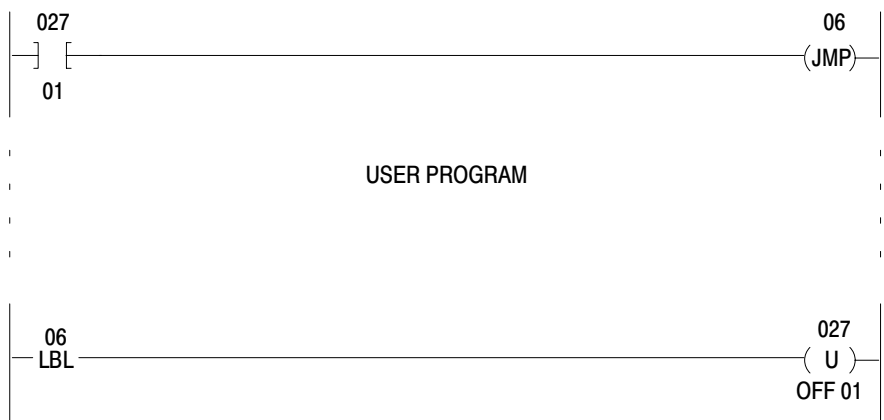 027 06
] [ (JMP)
01
USER PROGRAM
06 027
LBL ( U )
OFF 01